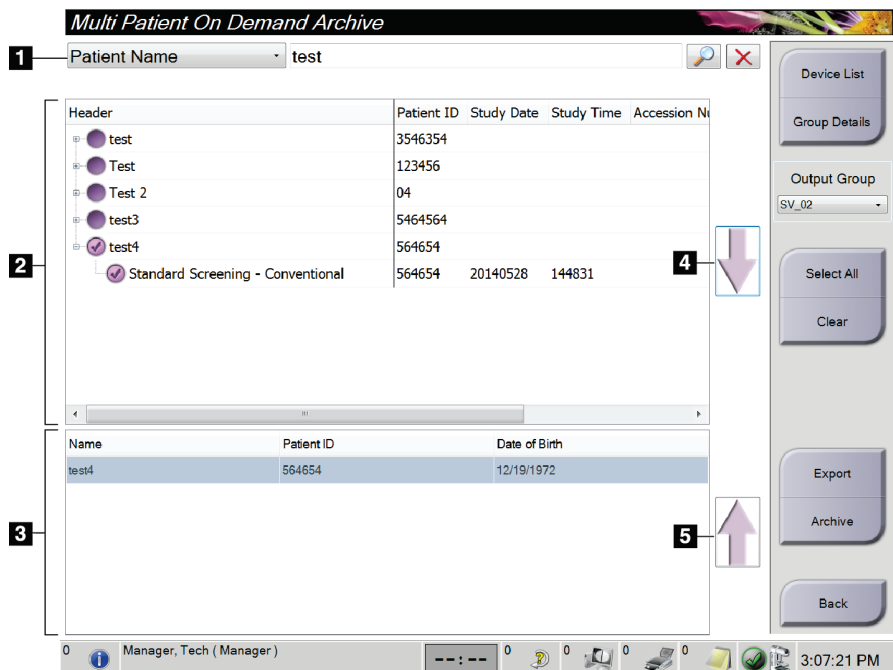 Multi Patient On Demand Archive
1
Patient Name
test
Device List
Group Details
Output Group
SV_02
Select All
Clear
Export
Archive
Back
2
Header Patient ID Study Date Study Time Accession Nu
test 3546354
Test 123456
Test 2 04
test3 5464564
test4 564654
Standard Screening - Conventional 564654 20140528 144831
4
3
Name Patient ID Date of Birth
test4 564654 12/19/1972
5
0 Manager, Tech ( Manager ) --:-- 0 0 0 0 3:07:21 PM